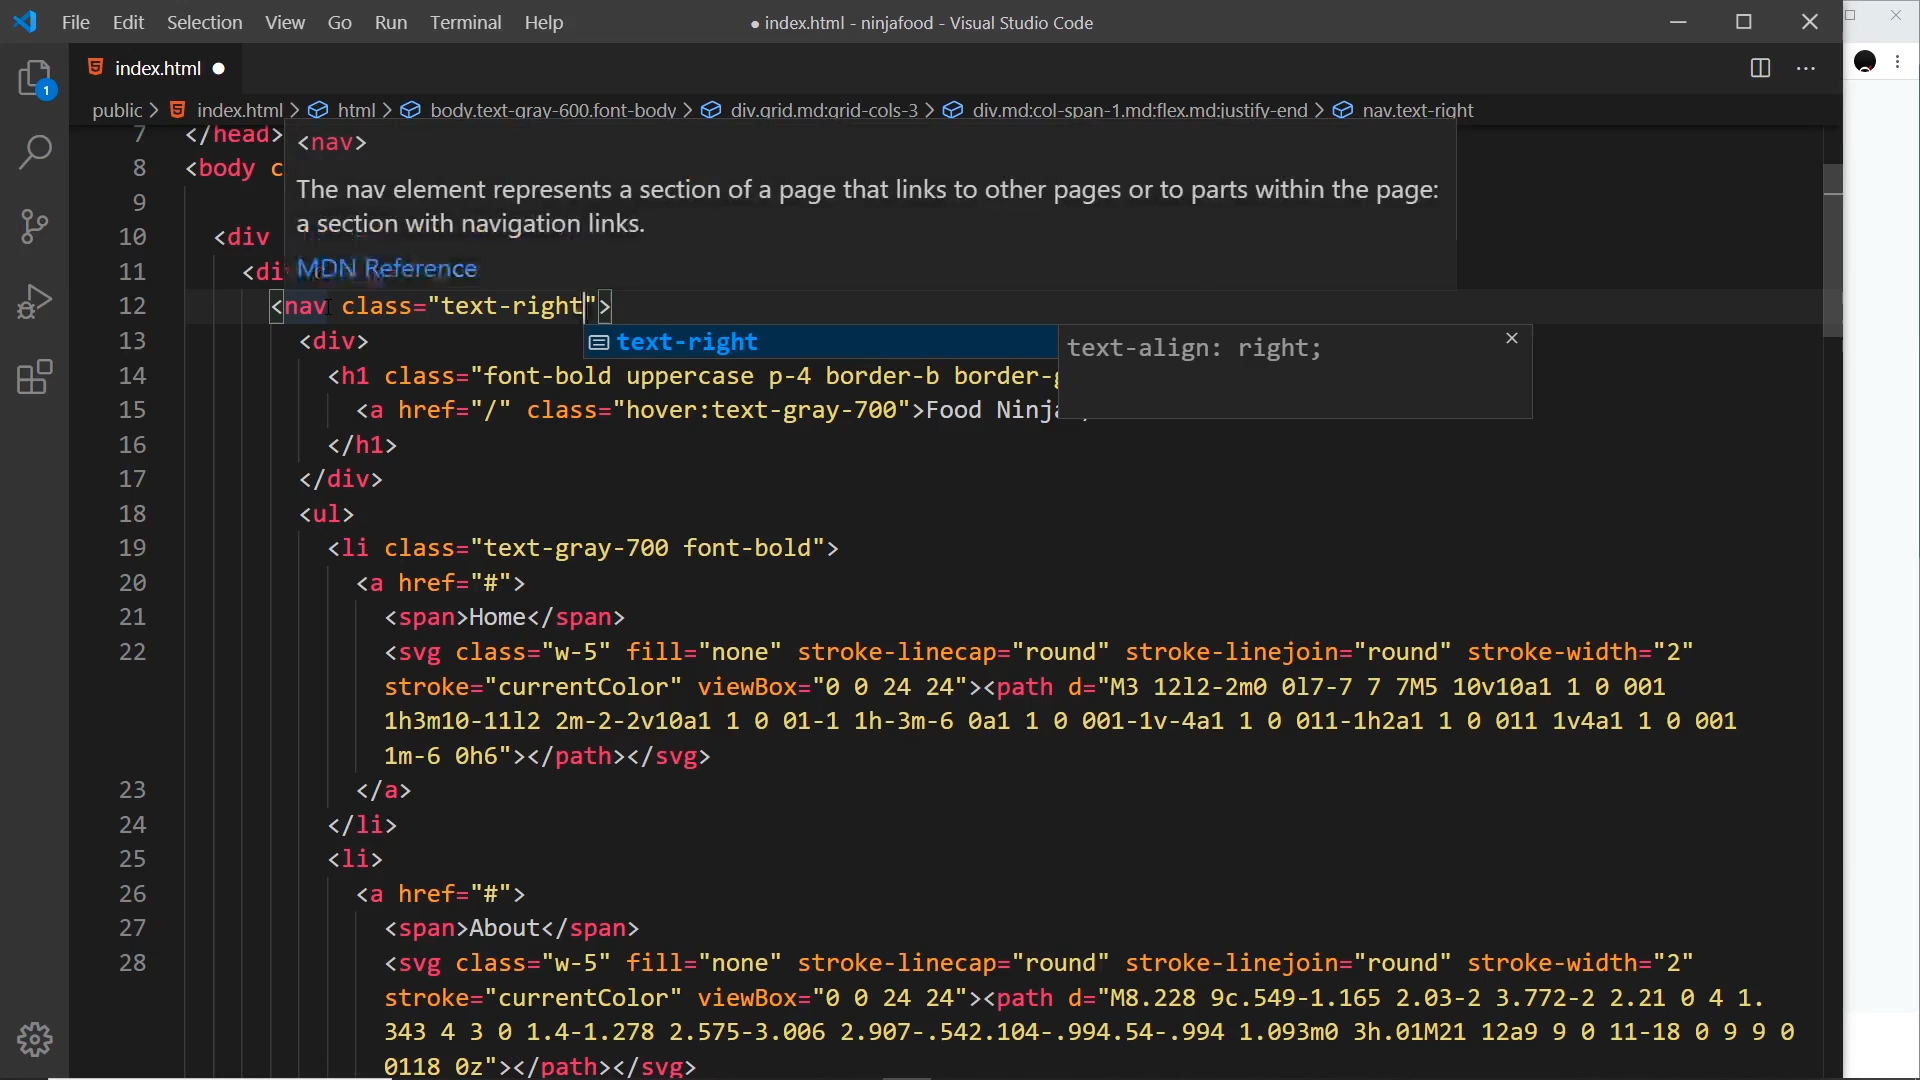 File Edit Selection View Go Run Terminal Help
● index.html - ninjafood - Visual Studio Code
index.html ●
1
public > index.html > html > body.text-gray-600.font-body > div.grid.md:grid-cols-3 > div.md:col-span-1.md:flex.md:justify-end > nav.text-right
7 </head>
<nav>
8 <body c
The nav element represents a section of a page that links to other pages or to parts within the page:
9
a section with navigation links.
10 <div
11 <di
MDN Reference
12 <nav class="text-right">
13 <div>
text-right
text-align: right;
14 <h1 class="font-bold uppercase p-4 border-b border-g
15 <a href="/" class="hover:text-gray-700">Food Ninja
16 </h1>
17 </div>
18 <ul>
19 <li class="text-gray-700 font-bold">
20 <a href="#">
21 <span>Home</span>
22 <svg class="w-5" fill="none" stroke-linecap="round" stroke-linejoin="round" stroke-width="2"
stroke="currentColor" viewBox="0 0 24 24"><path d="M3 12l2-2m0 0l7-7 7 7M5 10v10a1 1 0 001
1h3m10-11l2 2m-2-2v10a1 1 0 01-1 1h-3m-6 0a1 1 0 001-1v-4a1 1 0 011-1h2a1 1 0 011 1v4a1 1 0 001
1m-6 0h6"></path></svg>
23 </a>
24 </li>
25 <li>
26 <a href="#">
27 <span>About</span>
28 <svg class="w-5" fill="none" stroke-linecap="round" stroke-linejoin="round" stroke-width="2"
stroke="currentColor" viewBox="0 0 24 24"><path d="M8.228 9c.549-1.165 2.03-2 3.772-2 2.21 0 4 1.
343 4 3 0 1.4-1.278 2.575-3.006 2.907-.542.104-.994.54-.994 1.093m0 3h.01M21 12a9 9 0 11-18 0 9 9 0
0118 0z"></path></svg>